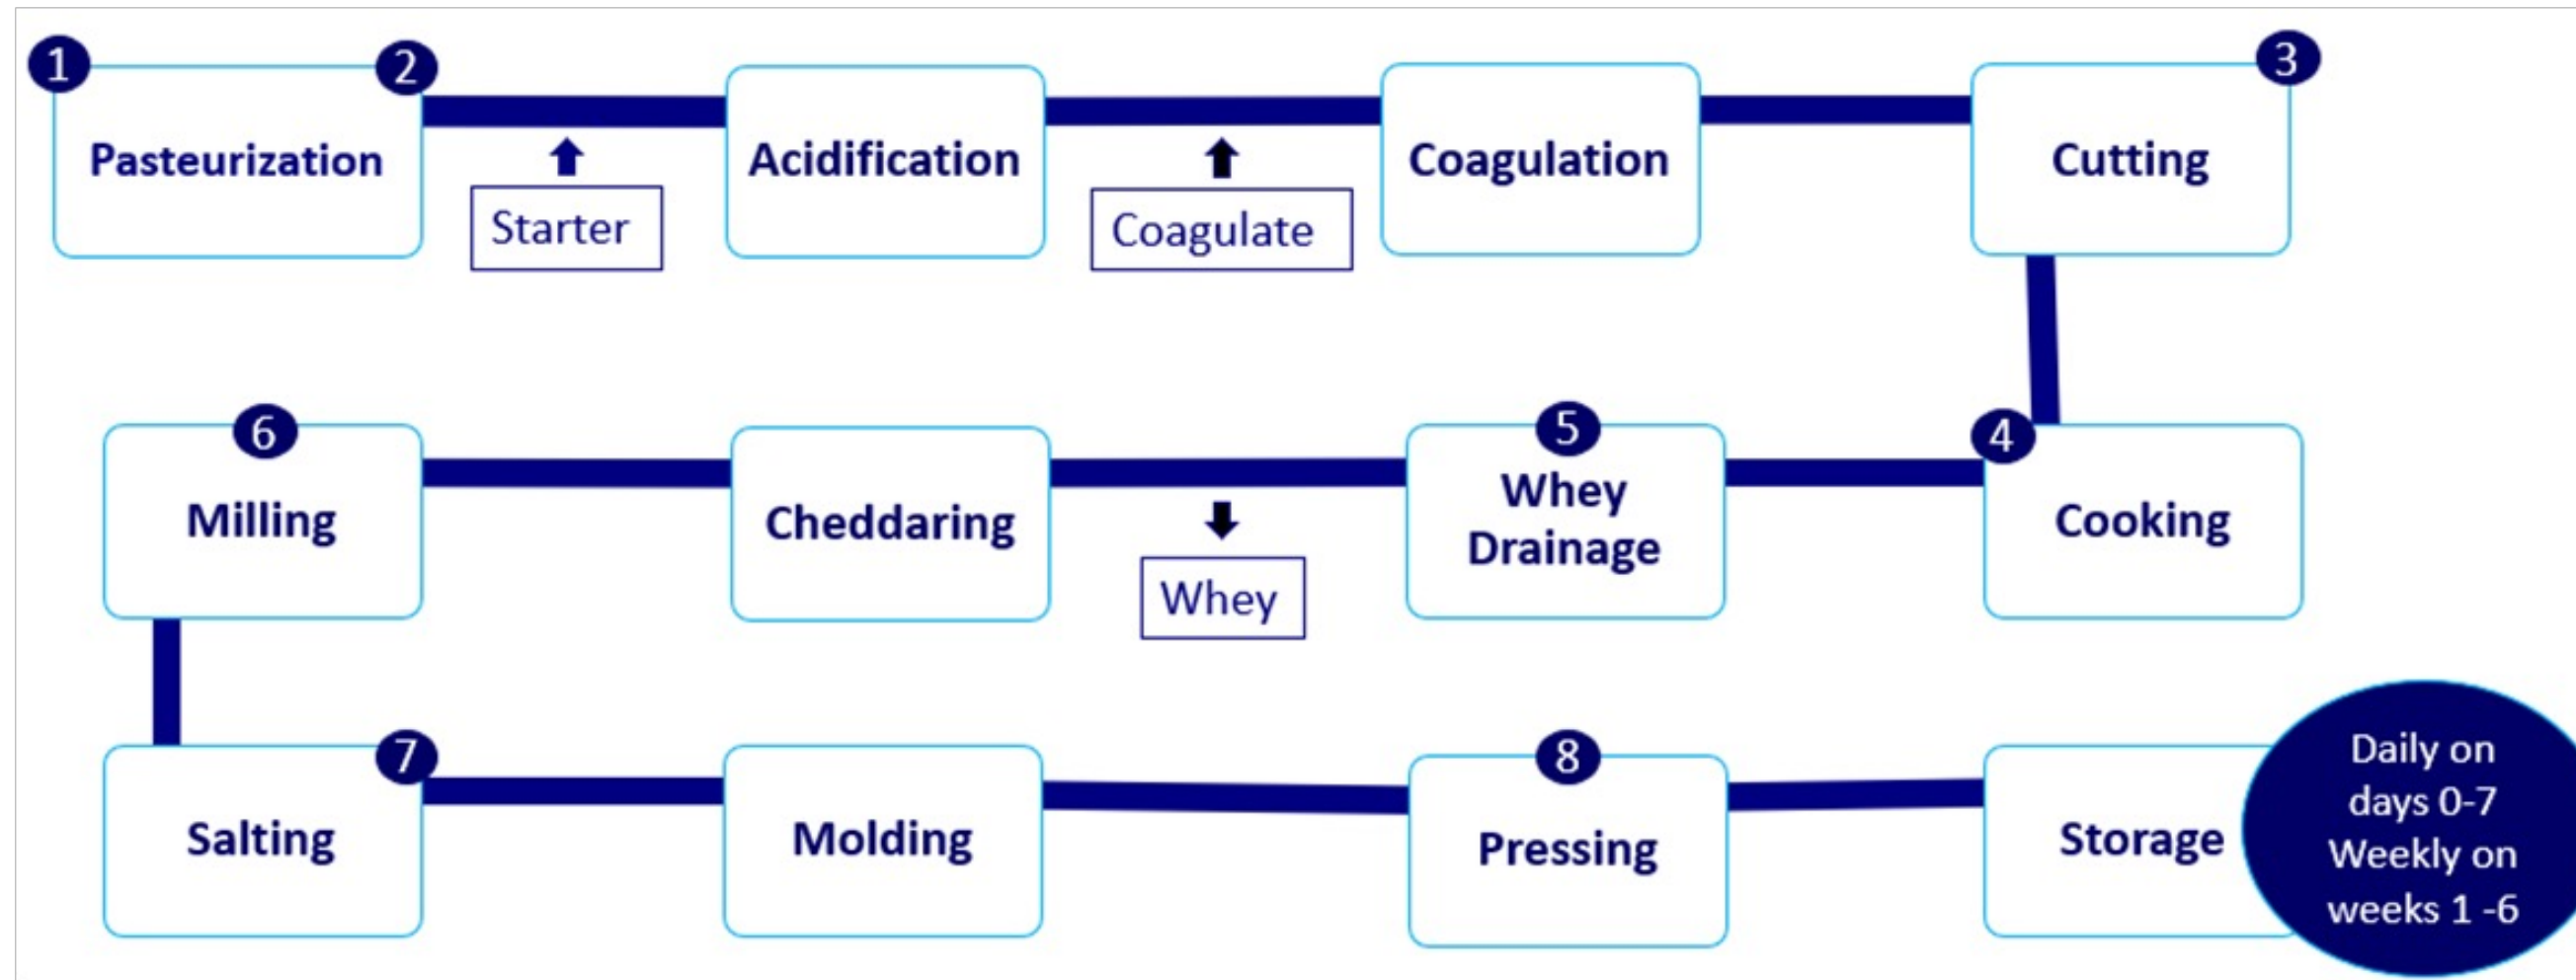 1
2
3
Pasteurization
Acidification
Coagulation
Cutting
Starter
Coagulate
4
5
6
Cooking
Whey
Drainage
Cheddaring
Milling
Whey
7
8
Salting
Molding
Pressing
Storage
Daily on
days 0-7
Weekly on
weeks 1 -6